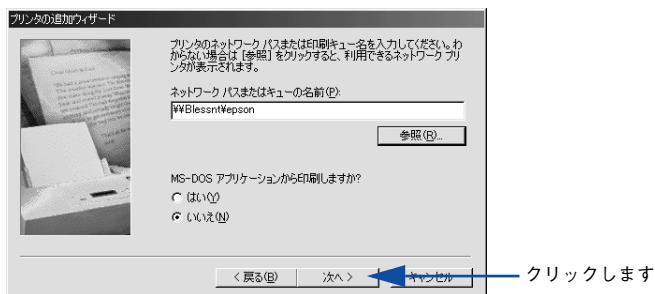 プリンタの追加ウィザード
プリンタのネットワーク パスまたは印刷キュー名を入力してください。わ
からない場合は [参照] をクリックすると、利用できるネットワーク プリ
ンタが表示されます。
ネットワーク パスまたはキューの名前(P):
¥¥Blessnt¥epson
参照(R)...
MS-DOS アプリケーションから印刷しますか?
はい(Y)
いいえ(N)
< 戻る(B)
次へ >
キャンセル
クリックします